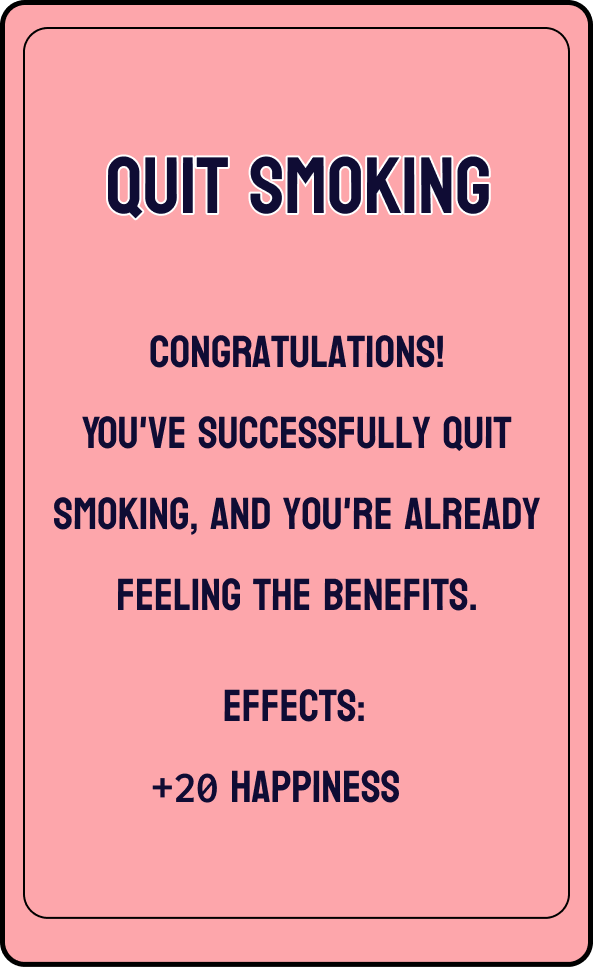 QUIT SMOKING
CONGRATULATIONS!
YOU'VE SUCCESSFULLY QUIT
SMOKING, AND YOU'RE ALREADY
FEELING THE BENEFITS.
EFFECTS:
+20 HAPPINESS